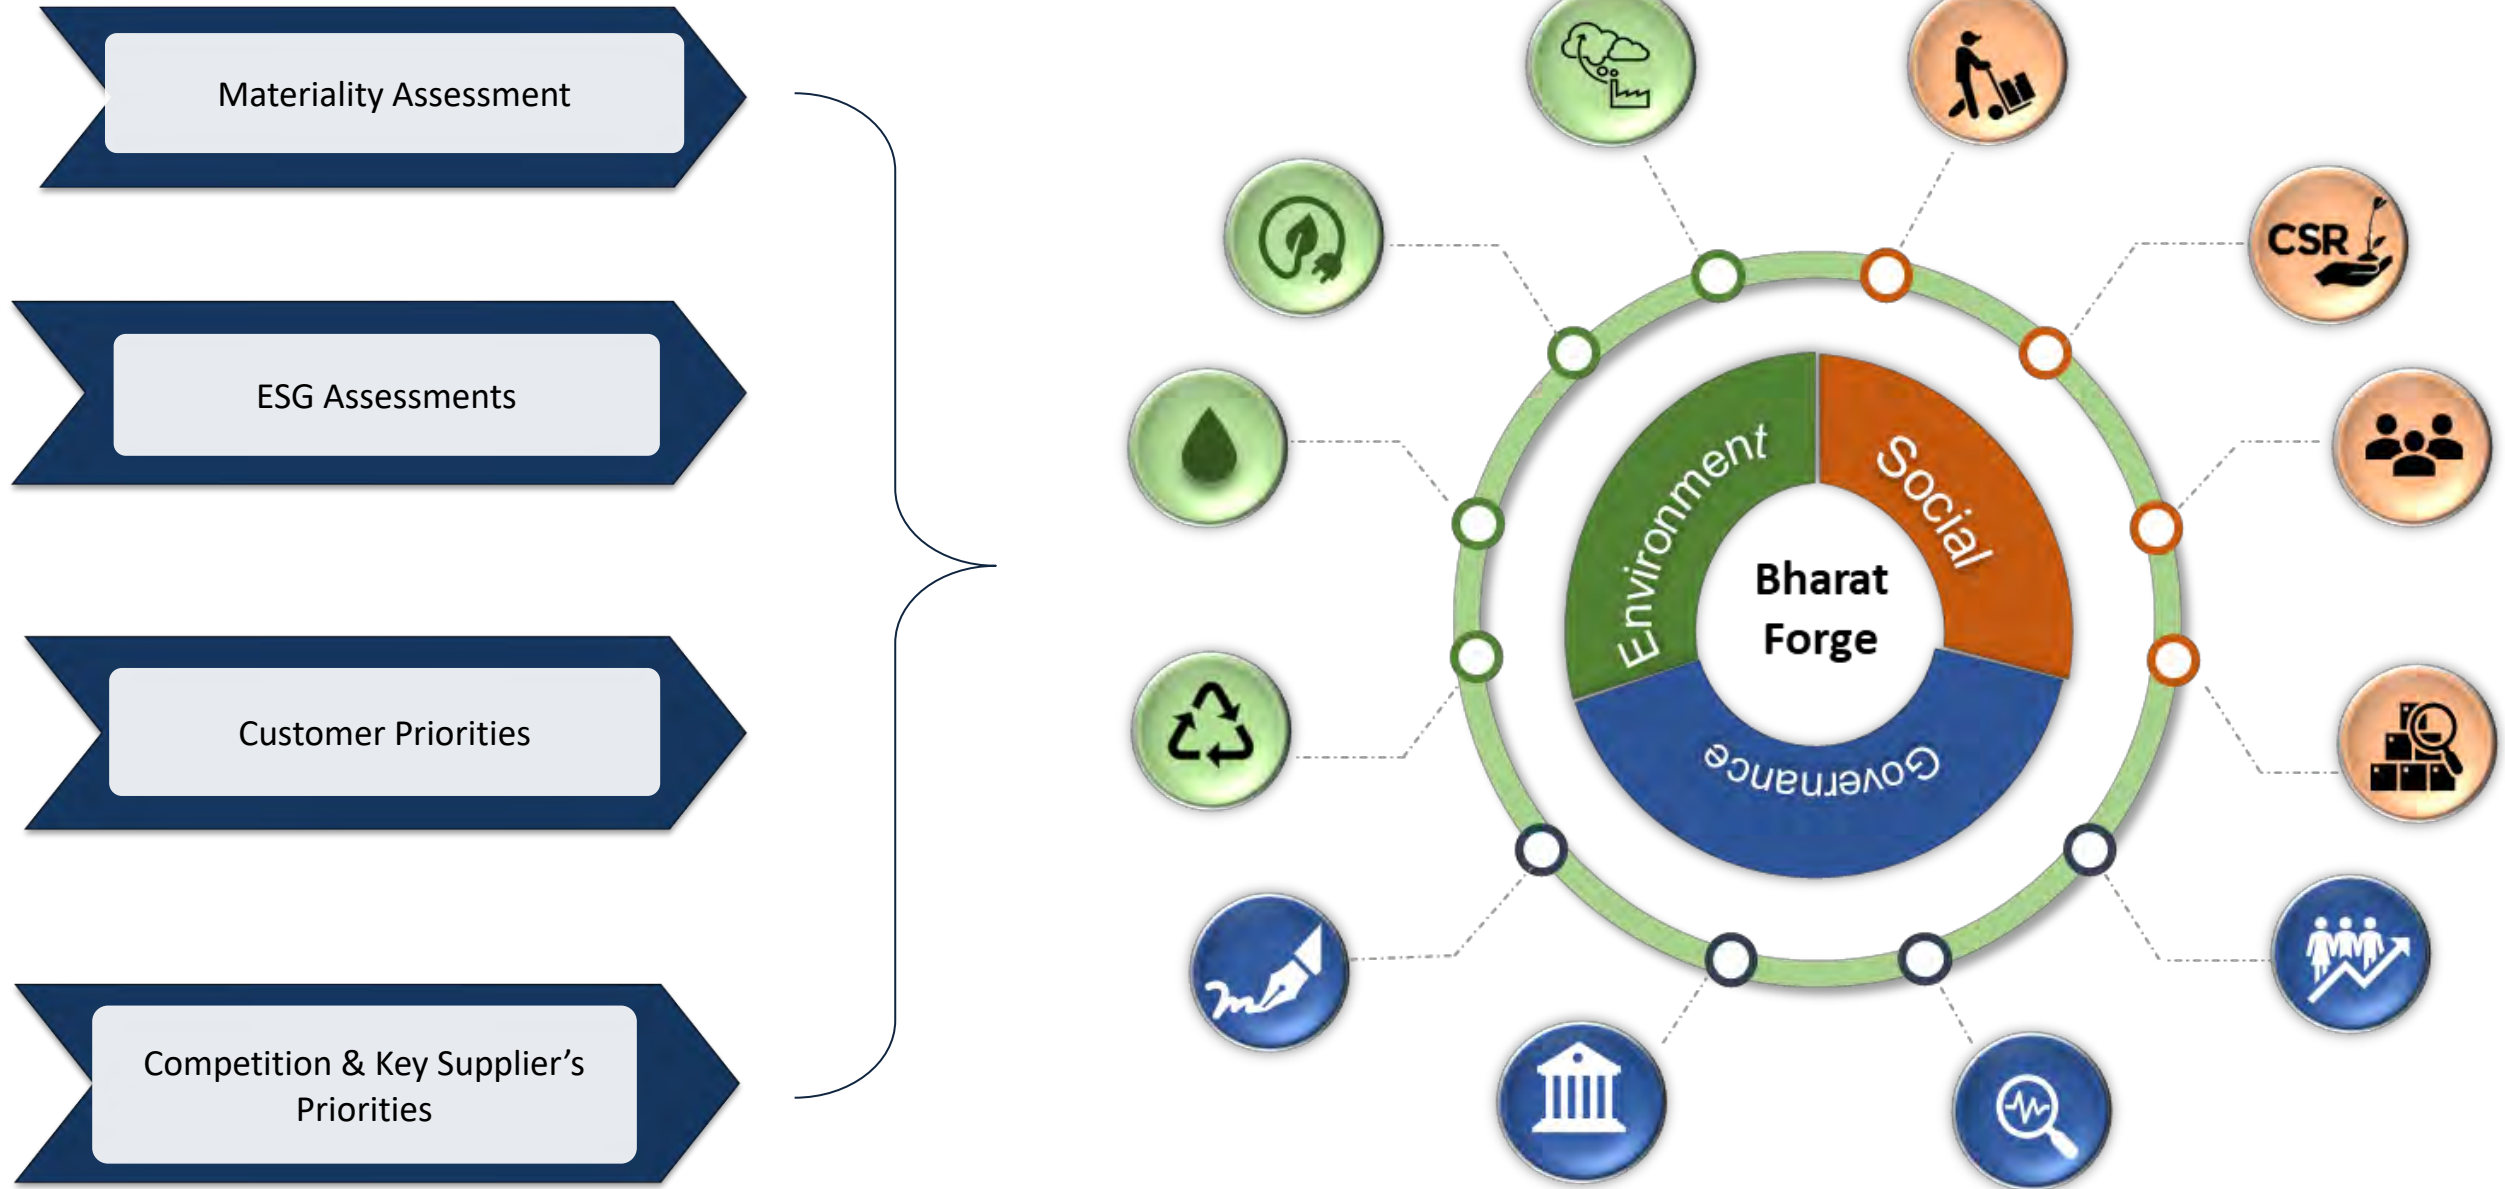 Materiality Assessment
ESG Assessments
Customer Priorities
Competition & Key Supplier’s
Priorities
CSR
Environment
Social
Bharat
Forge
Governance